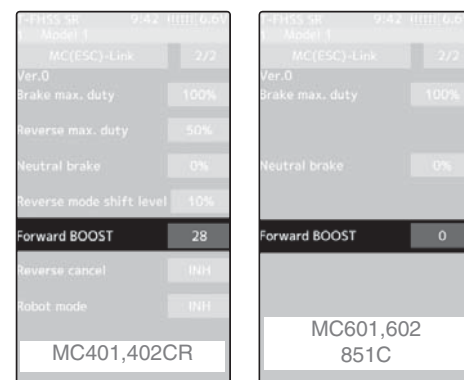 T-FHSS SR 9:42 6.6V
1 Model 1
MC(ESC)-Link 2/2
Ver.0
Brake max. duty 100%
Reverse max. duty 50%
Neutral brake 0%
Reverse mode shift level 10%
Forward BOOST 28
Reverse cancel INH
Robot mode INH
MC401,402CR
T-FHSS SR 9:42 6.6V
1 Model 1
MC(ESC)-Link 2/2
Ver.0
Brake max. duty 100%
Neutral brake 0%
Forward BOOST 0
MC601,602
851C